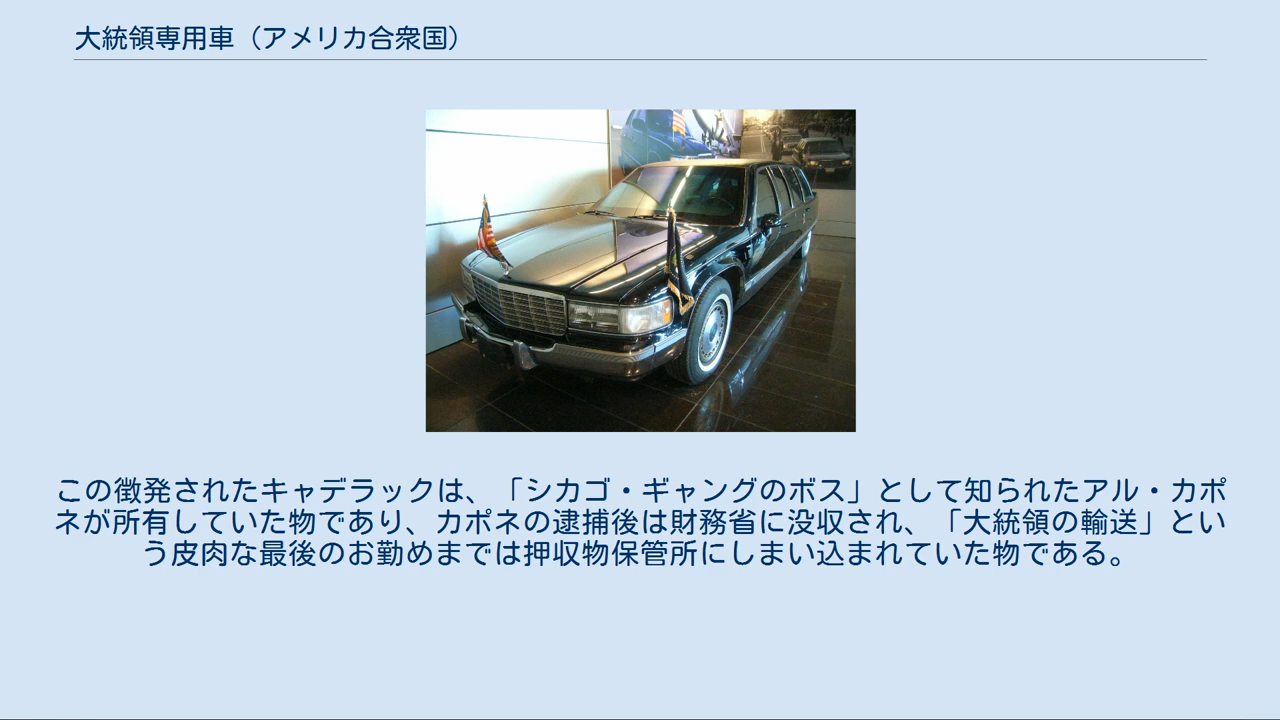 大統領専用車（アメリカ合衆国）
この徴発されたキャデラックは、「シカゴ・ギャングのボス」として知られたアル・カポ
ネが所有していた物であり、カポネの逮捕後は財務省に没収され、「大統領の輸送」とい
う皮肉な最後のお勤めまでは押収物保管所にしまい込まれていた物である。